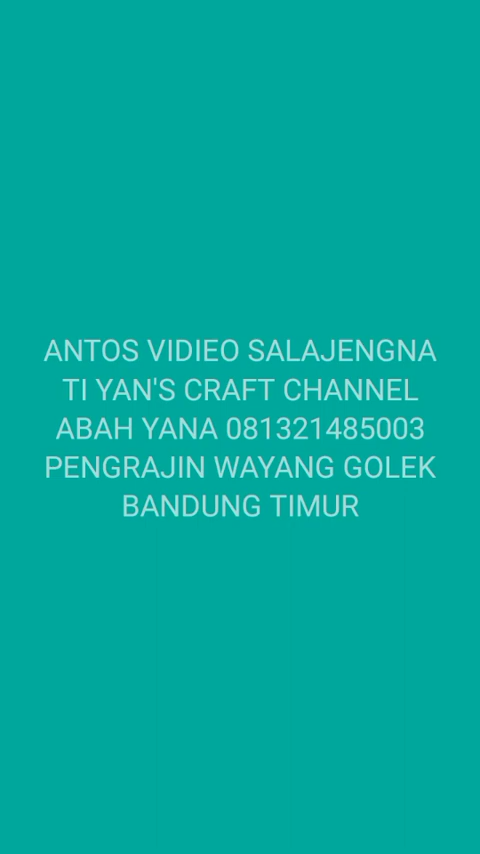 ANTOS VIDIEO SALAJENGNA
TI YAN'S CRAFT CHANNEL
ABAH YANA 081321485003
PENGRAJIN WAYANG GOLEK
BANDUNG TIMUR